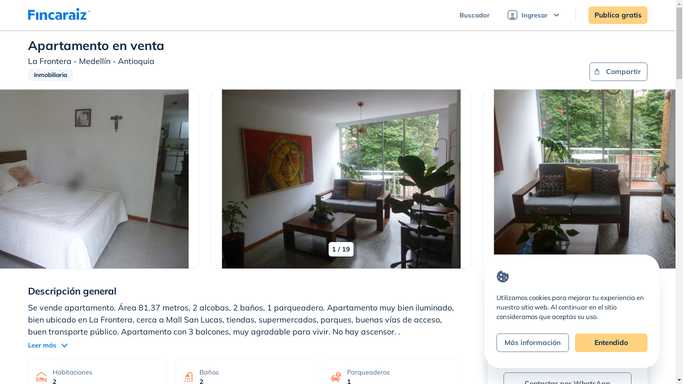 Fincaraiz
Buscador
Ingresar
Publica gratis
Apartamento en venta
La Frontera - Medellín - Antioquia
Inmobiliaria
Compartir
1 / 19
Descripción general
Se vende apartamento. Área 81,37 metros, 2 alcobas, 2 baños, 1 parqueadero. Apartamento muy bien iluminado,
bien ubicado en La Frontera, cerca a Mall San Lucas, tiendas, supermercados, parques, buenas vías de acceso,
buen transporte público. Apartamento con 3 balcones, muy agradable para vivir. No hay ascensor. .
Leer más
Habitaciones
2
Baños
2
Parqueaderos
1
Utilizamos cookies para mejorar tu experiencia en
nuestro sitio web. Al continuar en el sitio
consideramos que aceptas su uso.
Más información
Entendido
Contactar por WhatsApp